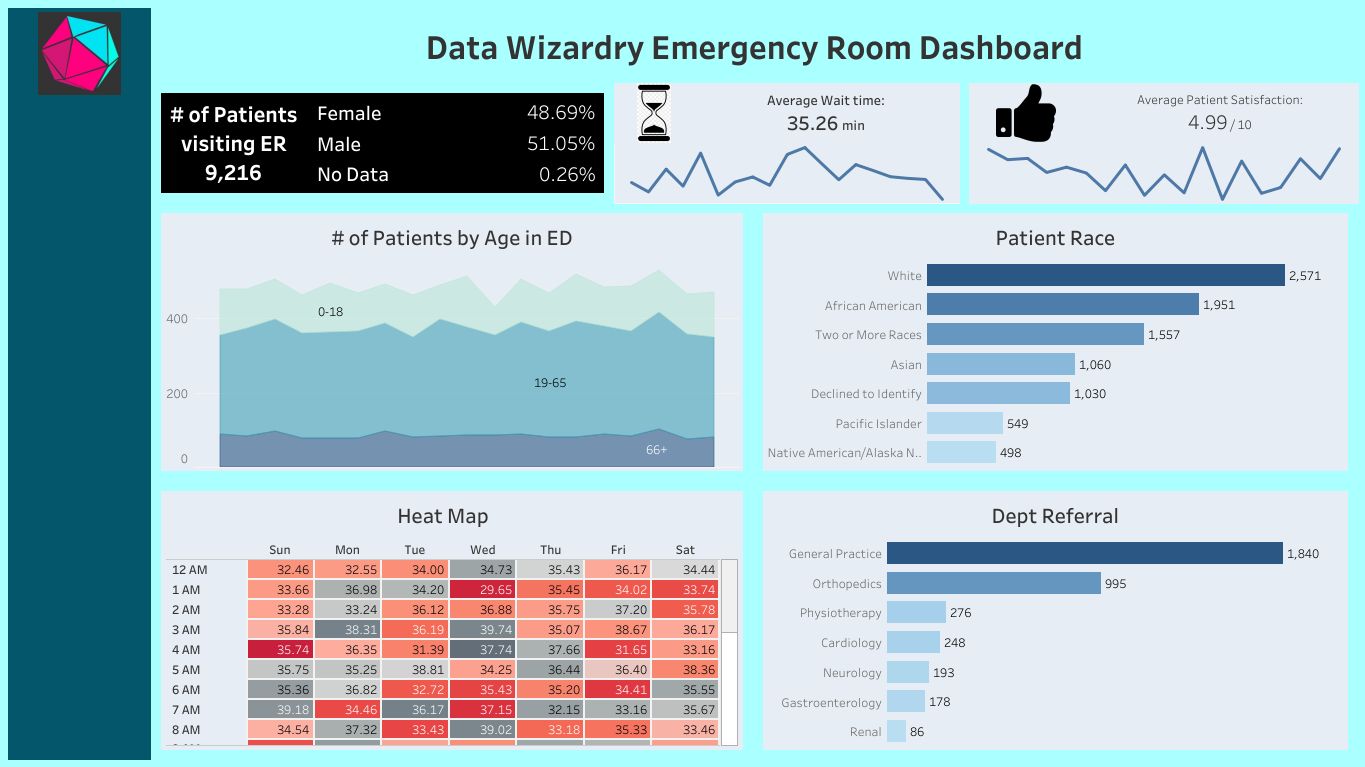 Data Wizardry Emergency Room Dashboard
# of Patients
visiting ER
9,216
Female 48.69%
Male 51.05%
No Data 0.26%
Average Wait time:
35.26 min
Average Patient Satisfaction:
4.99 / 10
# of Patients by Age in ED
400
200
0
0-18
19-65
66+
Patient Race
White 2,571
African American 1,951
Two or More Races 1,557
Asian 1,060
Declined to Identify 1,030
Pacific Islander 549
Native American/Alaska N.. 498
Heat Map
Sun Mon Tue Wed Thu Fri Sat
12 AM 32.46 32.55 34.00 34.73 35.43 36.17 34.44
1 AM 33.66 36.98 34.20 29.65 35.45 34.02 33.74
2 AM 33.28 33.24 36.12 36.88 35.75 37.20 35.78
3 AM 35.84 38.31 36.19 39.74 35.07 38.67 36.17
4 AM 35.74 36.35 31.39 37.74 37.66 31.65 33.16
5 AM 35.75 35.25 38.81 34.25 36.44 36.40 38.36
6 AM 35.36 36.82 32.72 35.43 35.20 34.41 35.55
7 AM 39.18 34.46 36.17 37.15 32.15 33.16 35.67
8 AM 34.54 37.32 33.43 39.02 33.18 35.33 33.46
Dept Referral
General Practice 1,840
Orthopedics 995
Physiotherapy 276
Cardiology 248
Neurology 193
Gastroenterology 178
Renal 86